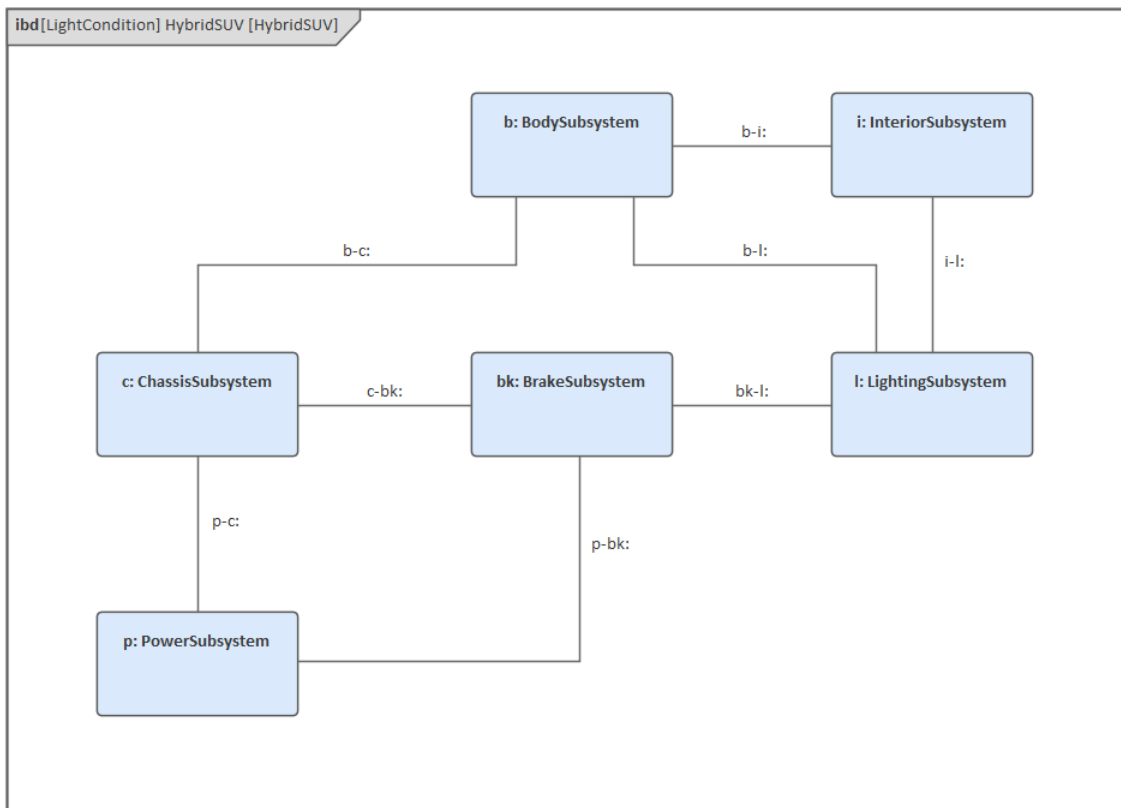 ibd[LightCondition] HybridSUV [HybridSUV]
b: BodySubsystem
i: InteriorSubsystem
b-i:
b-c:
b-l:
i-l:
c: ChassisSubsystem
bk: BrakeSubsystem
l: LightingSubsystem
c-bk:
bk-l:
p-c:
p-bk:
p: PowerSubsystem